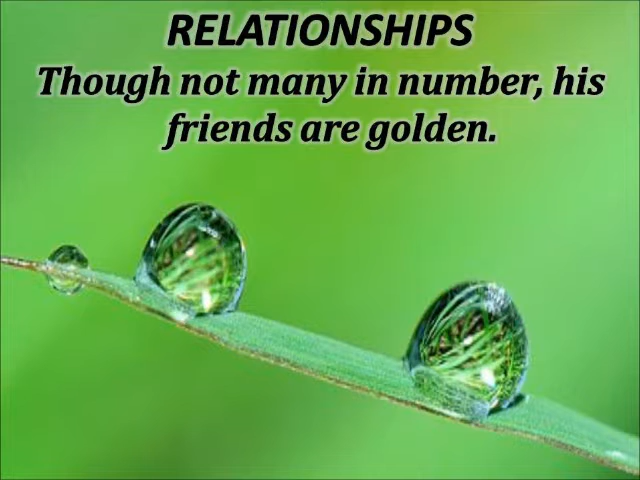 RELATIONSHIPS
Though not many in number, his
friends are golden.